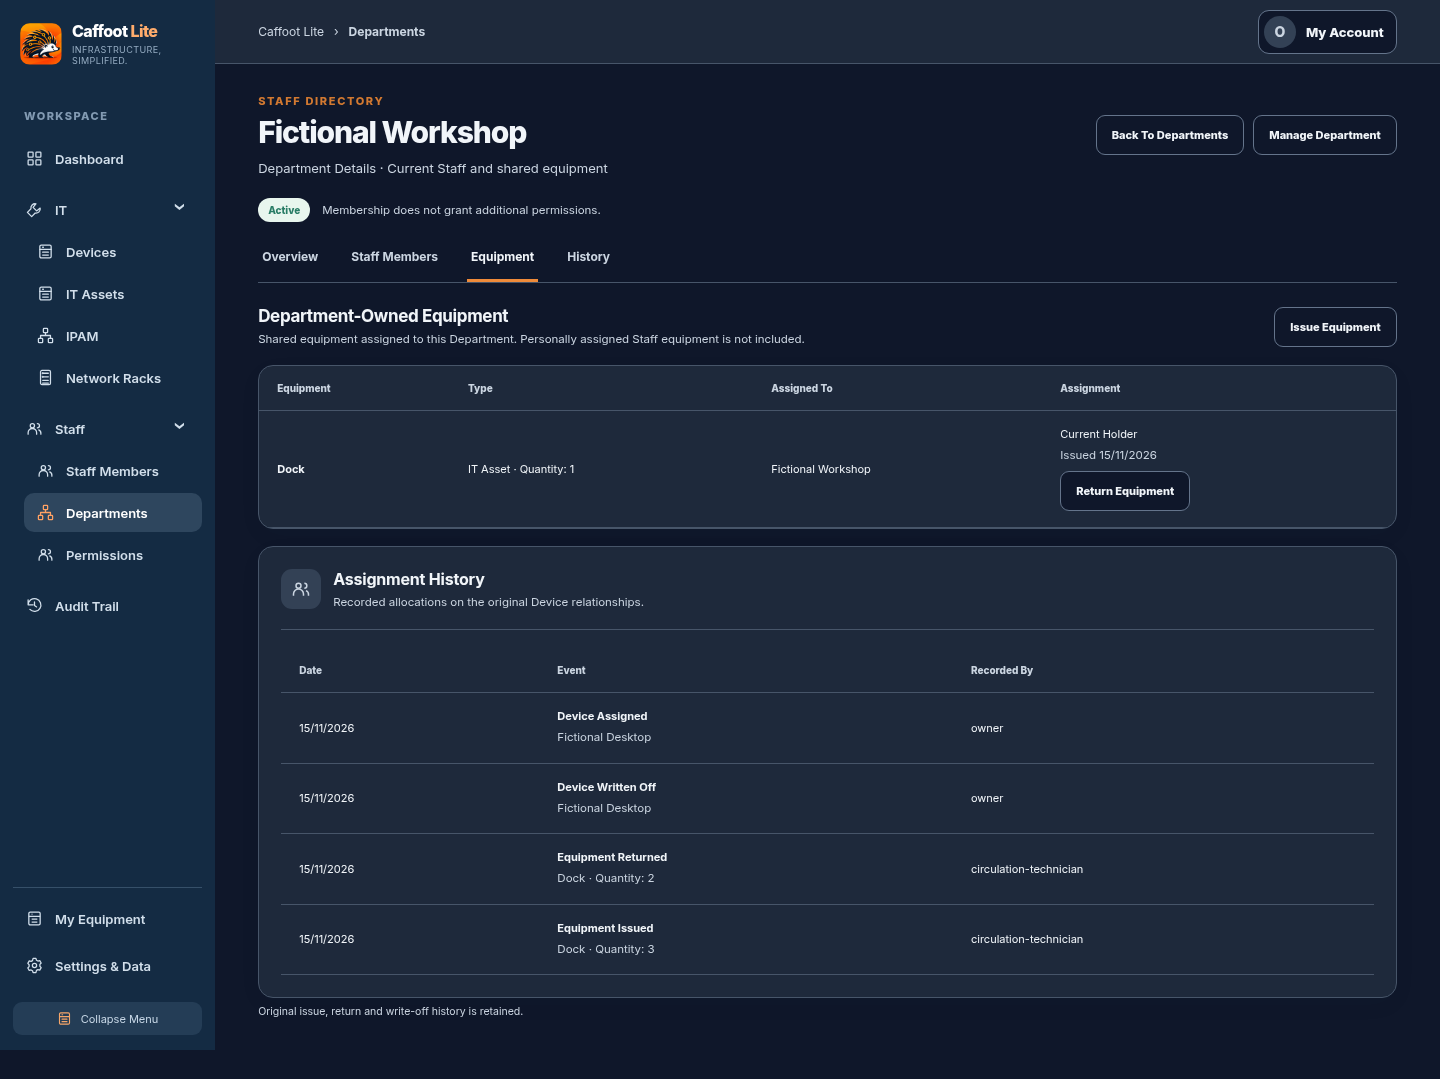 Caffoot Lite
INFRASTRUCTURE,
SIMPLIFIED.
WORKSPACE
Dashboard
IT
Devices
IT Assets
IPAM
Network Racks
Staff
Staff Members
Departments
Permissions
Audit Trail
My Equipment
Settings & Data
Collapse Menu
Caffoot Lite › Departments
O My Account
STAFF DIRECTORY
Fictional Workshop
Department Details · Current Staff and shared equipment
Back To Departments Manage Department
Active Membership does not grant additional permissions.
Overview Staff Members Equipment History
Department-Owned Equipment
Shared equipment assigned to this Department. Personally assigned Staff equipment is not included.
Issue Equipment
Equipment Type Assigned To Assignment
Dock IT Asset · Quantity: 1 Fictional Workshop
Current Holder
Issued 15/11/2026
Return Equipment
Assignment History
Recorded allocations on the original Device relationships.
Date Event Recorded By
15/11/2026 Device Assigned owner
Fictional Desktop
15/11/2026 Device Written Off owner
Fictional Desktop
15/11/2026 Equipment Returned circulation-technician
Dock · Quantity: 2
15/11/2026 Equipment Issued circulation-technician
Dock · Quantity: 3
Original issue, return and write-off history is retained.